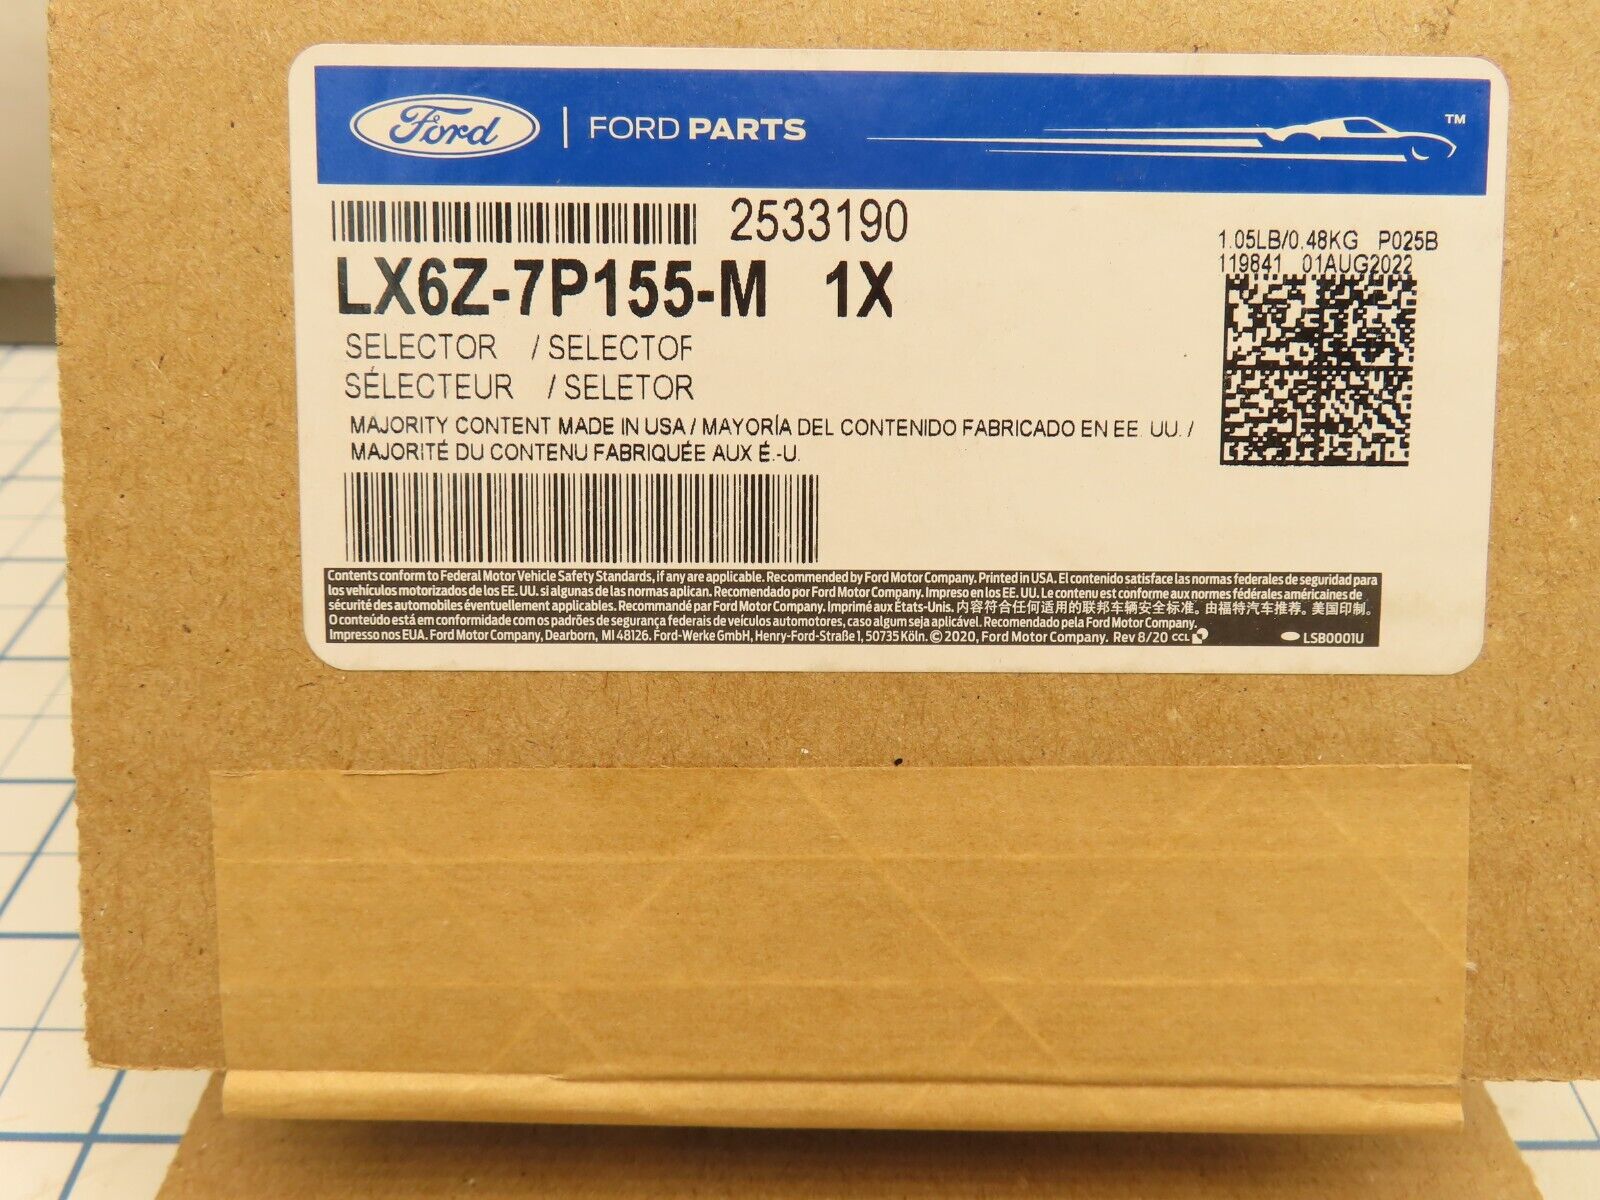 Ford | FORD PARTS ™
2533190
1.05LB/0.48KG P025B
119841 01AUG2022
LX6Z-7P155-M 1X
SELECTOR / SELECTOR
SÉLECTEUR / SELETOR
MAJORITY CONTENT MADE IN USA / MAYORÍA DEL CONTENIDO FABRICADO EN EE. UU. /
MAJORITÉ DU CONTENU FABRIQUÉE AUX É.-U.
Contents conform to Federal Motor Vehicle Safety Standards, if any are applicable. Recommended by Ford Motor Company. Printed in USA. El contenido satisface las normas federales de seguridad para
los vehículos motorizados de los EE. UU. si algunas de las normas aplican. Recomendado por Ford Motor Company. Impreso en los EE. UU. Le contenu est conforme aux normes fédérales américaines de
sécurité des automobiles éventuellement applicables. Recommandé par Ford Motor Company. Imprimé aux États-Unis. 内容符合任何适用的联邦车辆安全标准。由福特汽车推荐。美国印制。
O conteúdo está em conformidade com os padrões de segurança federais de veículos automotores, caso algum seja aplicável. Recomendado pela Ford Motor Company.
Impresso nos EUA. Ford Motor Company, Dearborn, MI 48126. Ford-Werke GmbH, Henry-Ford-Straße 1, 50735 Köln. © 2020, Ford Motor Company. Rev 8/20 CCL LSB0001U